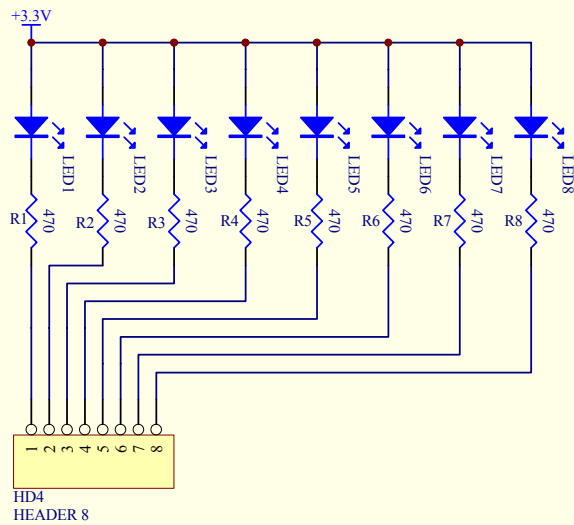 +3.3V
LED1
LED2
LED3
LED4
LED5
LED6
LED7
LED8
R1
470
R2
470
R3
470
R4
470
R5
470
R6
470
R7
470
R8
470
1
2
3
4
5
6
7
8
HD4
HEADER 8